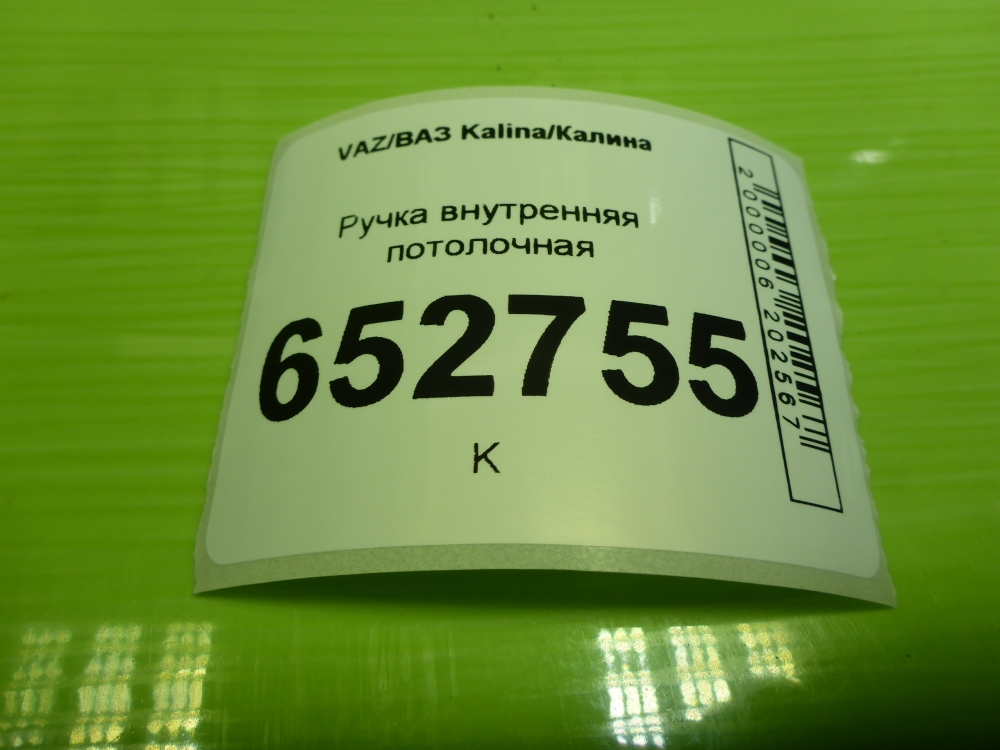 VAZ/ВАЗ Kalina/Калина
Ручка внутренняя
потолочная
652755
К
2000006202567